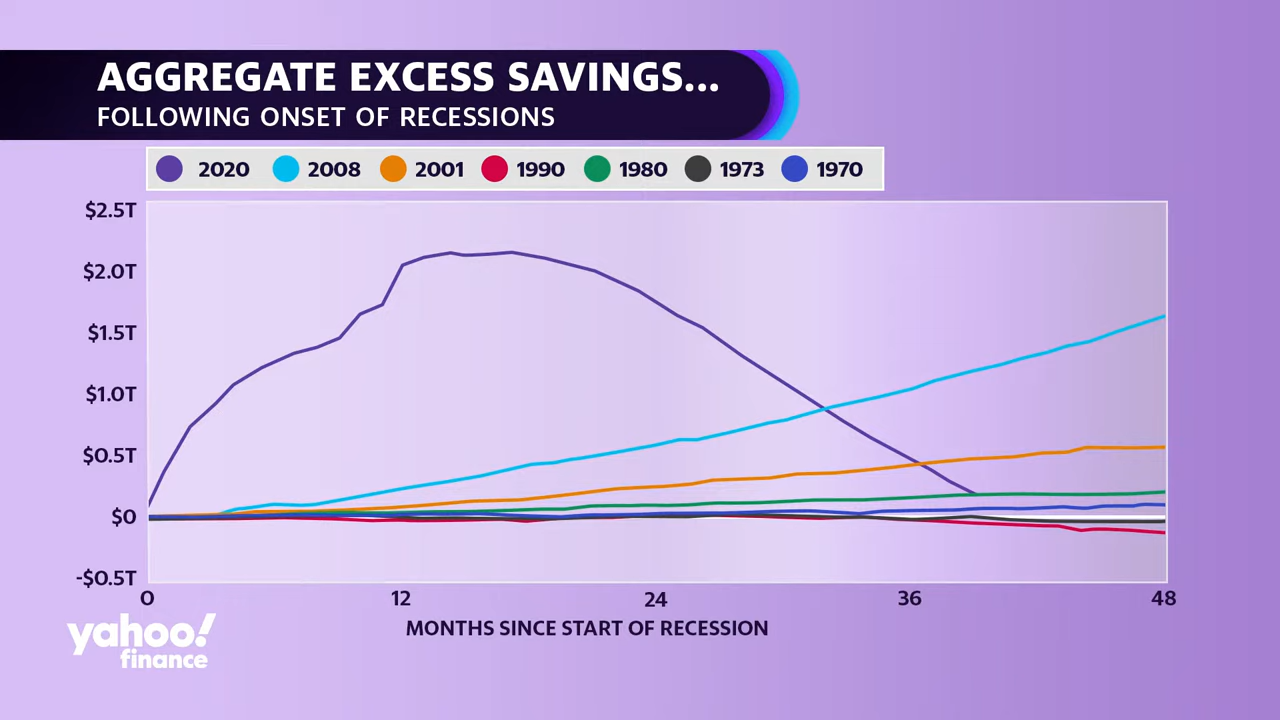 AGGREGATE EXCESS SAVINGS...
FOLLOWING ONSET OF RECESSIONS
2020 2008 2001 1990 1980 1973 1970
$2.5T
$2.0T
$1.5T
$1.0T
$0.5T
$0
-$0.5T
0 12 24 36 48
MONTHS SINCE START OF RECESSION
yahoo!
finance